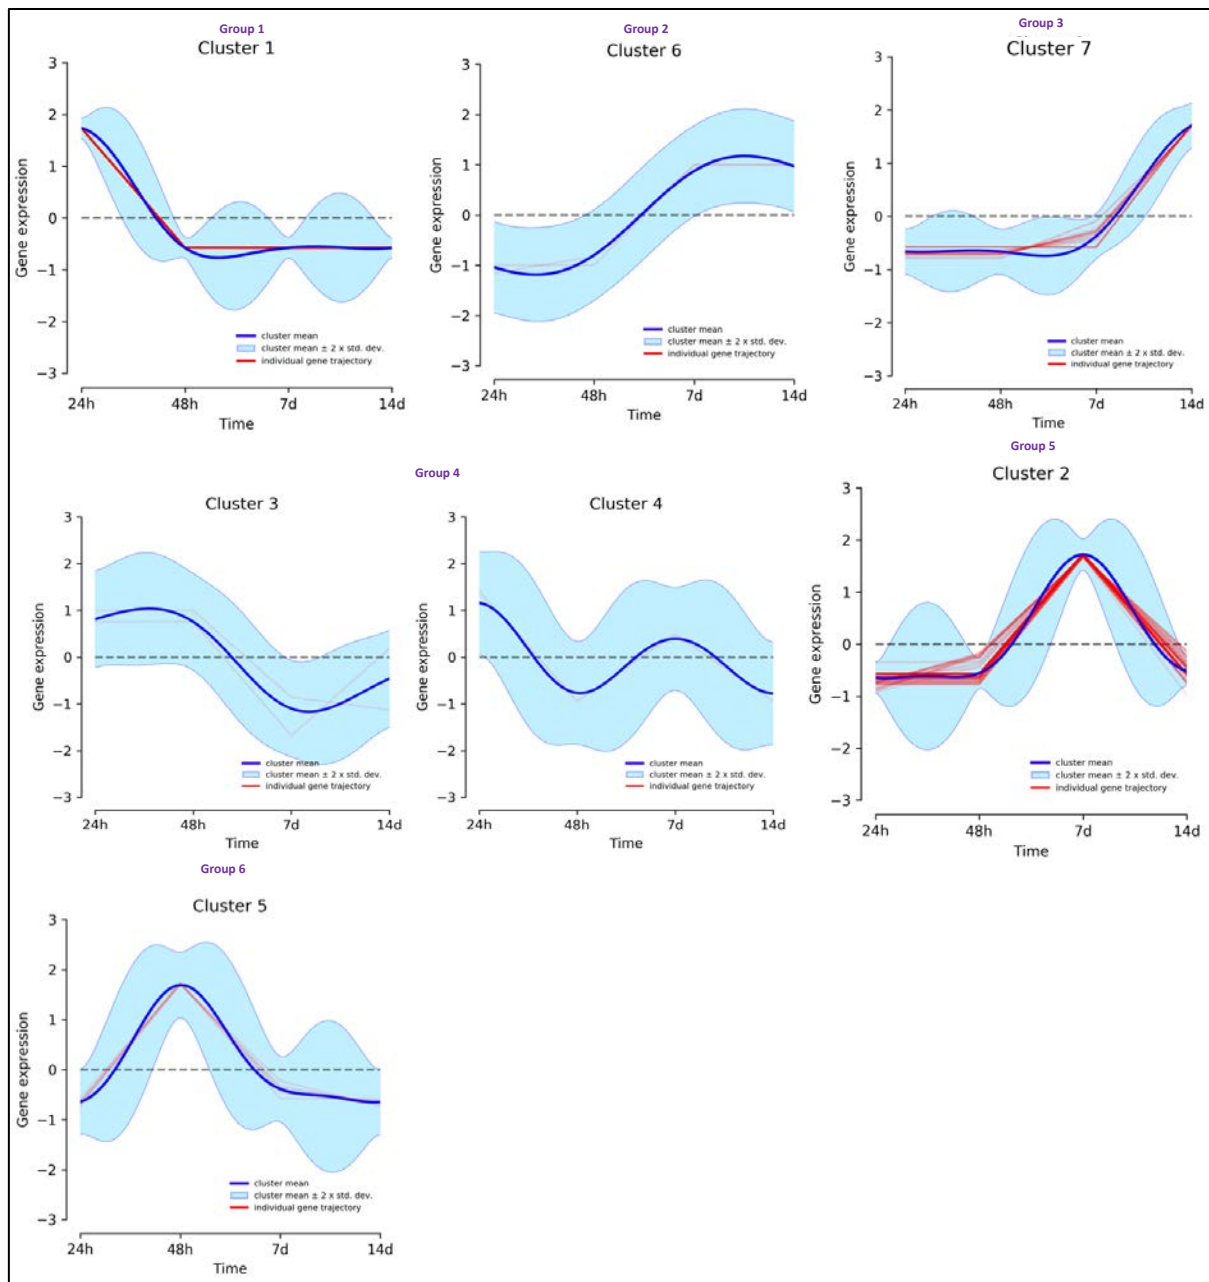 Group 1
Cluster 1
3
2
1
0
−1
−2
−3
Gene expression
cluster mean
cluster mean ± 2 x std. dev.
individual gene trajectory
24h 48h 7d 14d
Time
Group 2
Cluster 6
3
2
1
0
−1
−2
−3
Gene expression
cluster mean
cluster mean ± 2 x std. dev.
individual gene trajectory
24h 48h 7d 14d
Time
Group 3
Cluster 7
3
2
1
0
−1
−2
−3
Gene expression
cluster mean
cluster mean ± 2 x std. dev.
individual gene trajectory
24h 48h 7d 14d
Time
Group 4
Cluster 3
3
2
1
0
−1
−2
−3
Gene expression
cluster mean
cluster mean ± 2 x std. dev.
individual gene trajectory
24h 48h 7d 14d
Time
Cluster 4
3
2
1
0
−1
−2
−3
Gene expression
cluster mean
cluster mean ± 2 x std. dev.
individual gene trajectory
24h 48h 7d 14d
Time
Group 5
Cluster 2
3
2
1
0
−1
−2
−3
Gene expression
cluster mean
cluster mean ± 2 x std. dev.
individual gene trajectory
24h 48h 7d 14d
Time
Group 6
Cluster 5
3
2
1
0
−1
−2
−3
Gene expression
cluster mean
cluster mean ± 2 x std. dev.
individual gene trajectory
24h 48h 7d 14d
Time